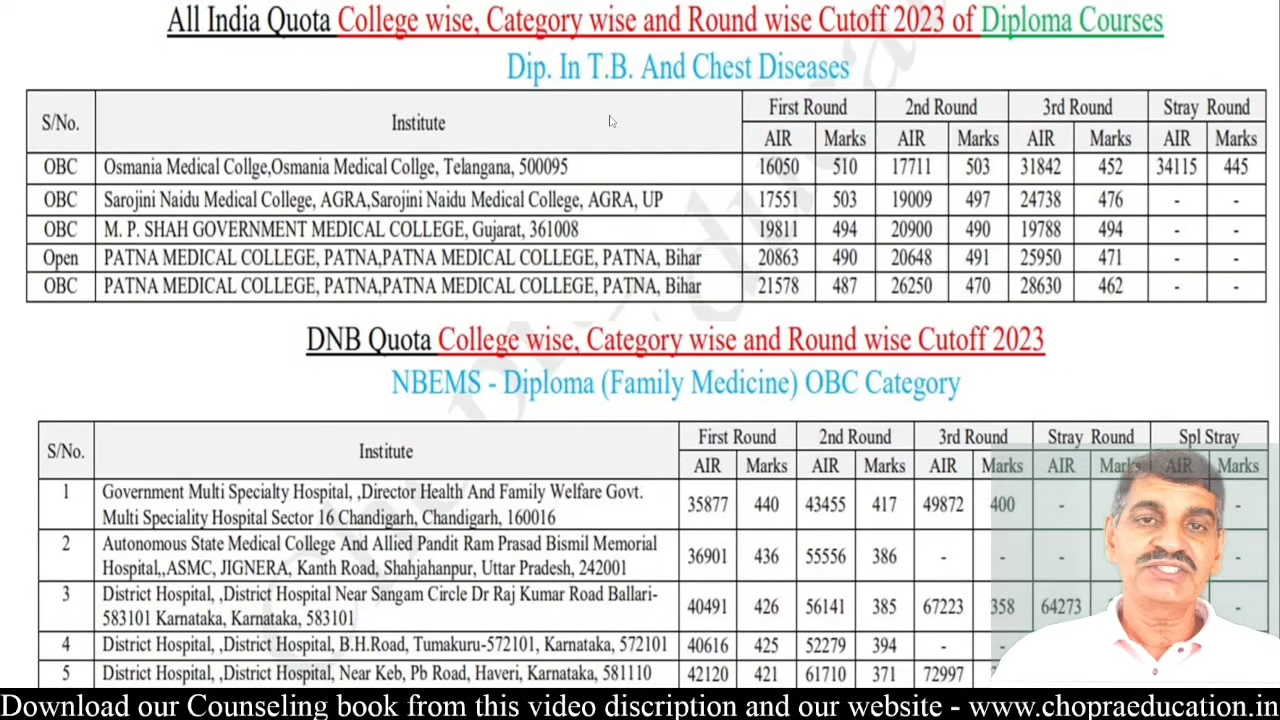 All India Quota College wise, Category wise and Round wise Cutoff 2023 of Diploma Courses
Dip. In T.B. And Chest Diseases
S/No. Institute First Round 2nd Round 3rd Round Stray Round
AIR Marks AIR Marks AIR Marks AIR Marks
OBC Osmania Medical Collge,Osmania Medical Collge, Telangana, 500095 16050 510 17711 503 31842 452 34115 445
OBC Sarojini Naidu Medical College, AGRA,Sarojini Naidu Medical College, AGRA, UP 17551 503 19009 497 24738 476 - -
OBC M. P. SHAH GOVERNMENT MEDICAL COLLEGE, Gujarat, 361008 19811 494 20900 490 19788 494 - -
Open PATNA MEDICAL COLLEGE, PATNA,PATNA MEDICAL COLLEGE, PATNA, Bihar 20863 490 20648 491 25950 471 - -
OBC PATNA MEDICAL COLLEGE, PATNA,PATNA MEDICAL COLLEGE, PATNA, Bihar 21578 487 26250 470 28630 462 - -
DNB Quota College wise, Category wise and Round wise Cutoff 2023
NBEMS - Diploma (Family Medicine) OBC Category
S/No. Institute First Round 2nd Round 3rd Round Stray Round Spl Stray
AIR Marks AIR Marks AIR Marks AIR Marks AIR Marks
1 Government Multi Specialty Hospital, ,Director Health And Family Welfare Govt.
Multi Speciality Hospital Sector 16 Chandigarh, Chandigarh, 160016 35877 440 43455 417 49872 400 - -
2 Autonomous State Medical College And Allied Pandit Ram Prasad Bismil Memorial
Hospital,,ASMC, JIGNERA, Kanth Road, Shahjahanpur, Uttar Pradesh, 242001 36901 436 55556 386 - - - -
3 District Hospital, ,District Hospital Near Sangam Circle Dr Raj Kumar Road Ballari-
583101 Karnataka, Karnataka, 583101 40491 426 56141 385 67223 358 64273 -
4 District Hospital, ,District Hospital, B.H.Road, Tumakuru-572101, Karnataka, 572101 40616 425 52279 394 - -
5 District Hospital, ,District Hospital, Near Keb, Pb Road, Haveri, Karnataka, 581110 42120 421 61710 371 72997
Download our Counseling book from this video discription and our website - www.chopraeducation.in